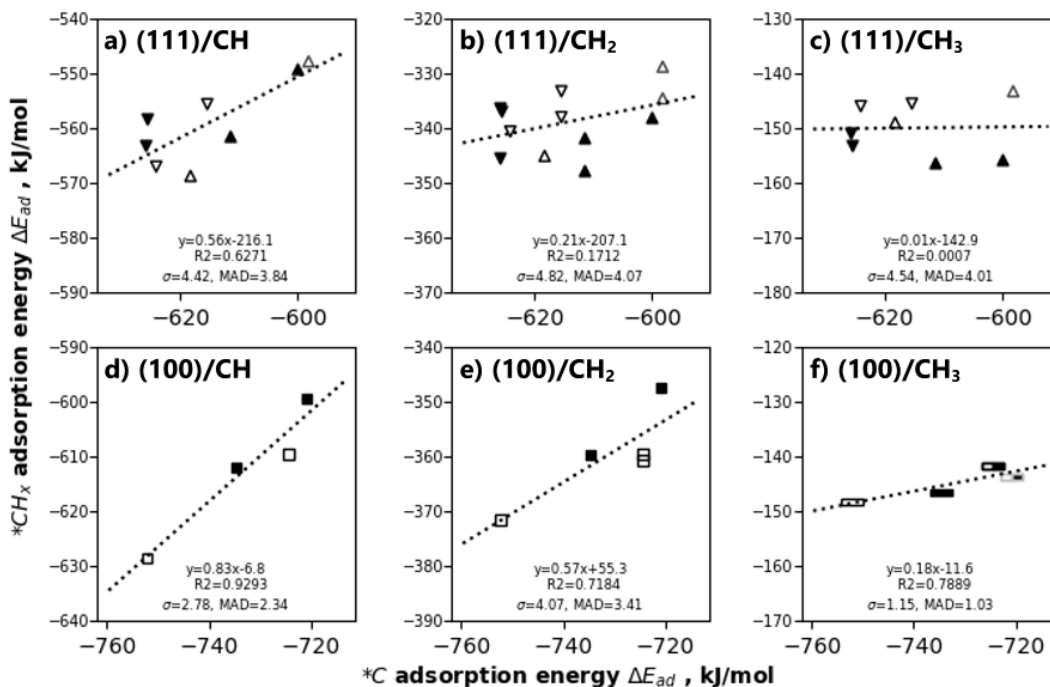 *CHx adsorption energy ΔEad , kJ/mol
a) (111)/CH
−540
−550
−560
−570
−580
−590
−620
−600
y=0.56x-216.1
R2=0.6271
σ=4.42, MAD=3.84
b) (111)/CH2
−320
−330
−340
−350
−360
−370
−620
−600
y=0.21x-207.1
R2=0.1712
σ=4.82, MAD=4.07
c) (111)/CH3
−130
−140
−150
−160
−170
−180
−620
−600
y=0.01x-142.9
R2=0.0007
σ=4.54, MAD=4.01
d) (100)/CH
−590
−600
−610
−620
−630
−640
−760
−740
−720
y=0.83x-6.8
R2=0.9293
σ=2.78, MAD=2.34
e) (100)/CH2
−340
−350
−360
−370
−380
−390
−760
−740
−720
y=0.57x+55.3
R2=0.7184
σ=4.07, MAD=3.41
f) (100)/CH3
−120
−130
−140
−150
−160
−170
−760
−740
−720
y=0.18x-11.6
R2=0.7889
σ=1.15, MAD=1.03
*C adsorption energy ΔEad , kJ/mol